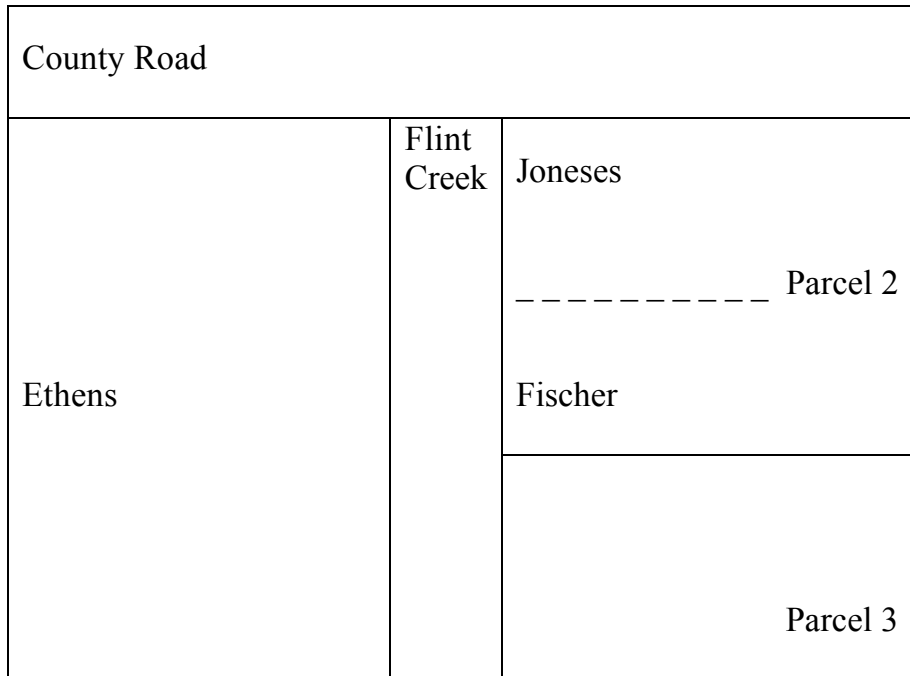 County Road
Flint
Creek
Joneses
Parcel 2
Ethens
Fischer
Parcel 3